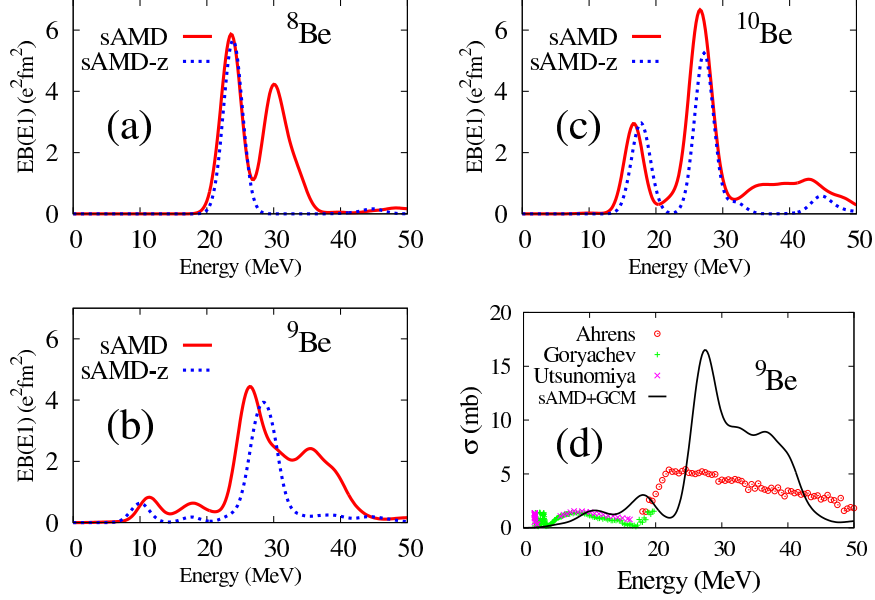 sAMD
sAMD-z
⁸Be
(a)
EB(E1) (e²fm²)
0
2
4
6
0 10 20 30 40 50
Energy (MeV)
sAMD
sAMD-z
¹⁰Be
(c)
EB(E1) (e²fm²)
0
2
4
6
0 10 20 30 40 50
Energy (MeV)
sAMD
sAMD-z
⁹Be
(b)
EB(E1) (e²fm²)
0
2
4
6
0 10 20 30 40 50
Energy (MeV)
Ahrens
Goryachev
Utsunomiya
sAMD+GCM
⁹Be
(d)
σ (mb)
0
5
10
15
20
0 10 20 30 40 50
Energy (MeV)